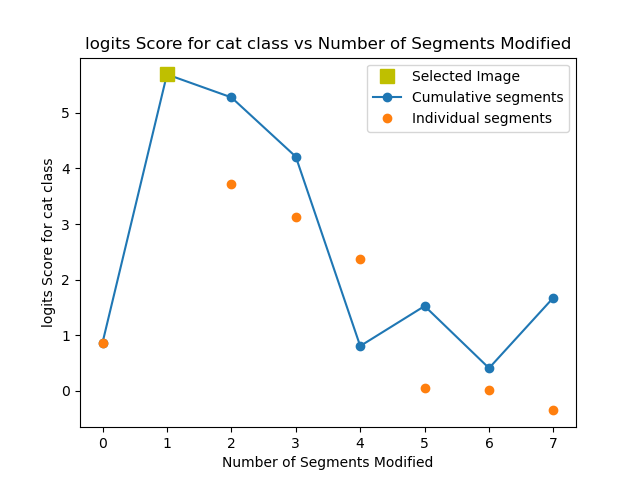 logits Score for cat class vs Number of Segments Modified
Selected Image
Cumulative segments
Individual segments
logits Score for cat class
5
4
3
2
1
0
0 1 2 3 4 5 6 7
Number of Segments Modified